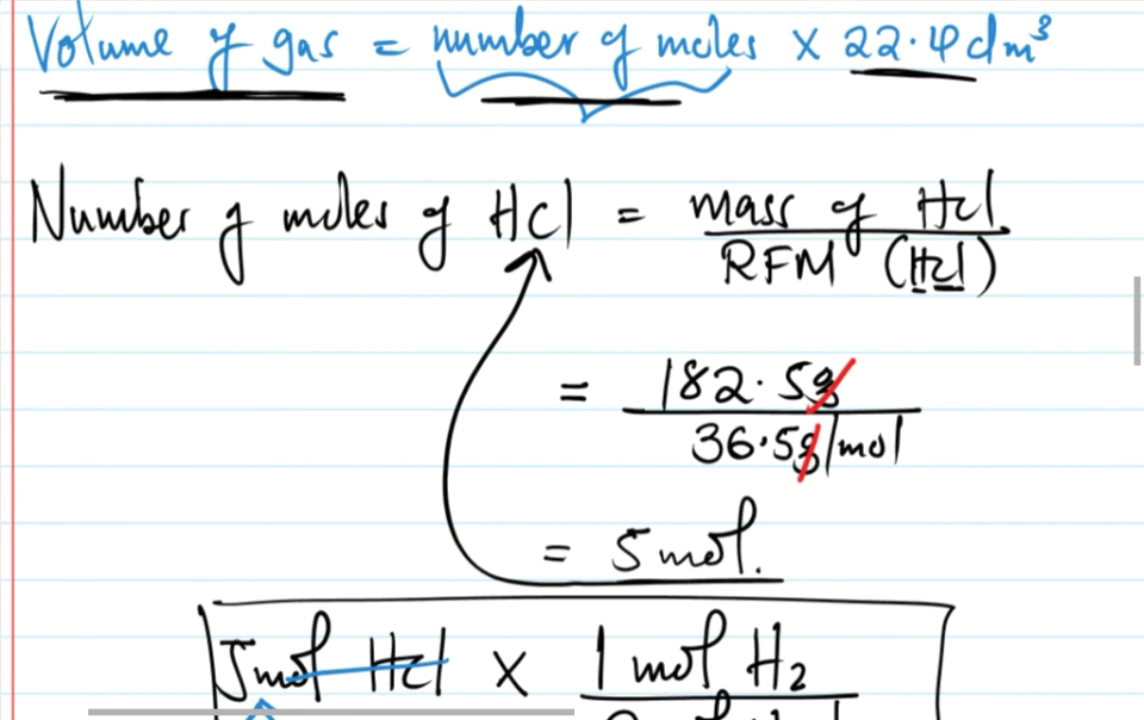 Volume of gas = number of moles × 22.4 dm³
Number of moles of HCl = mass of HCl
RFM (HCl)
= 182.5g
36.5g/mol
= 5 mol.
5 mol HCl × 1 mol H₂